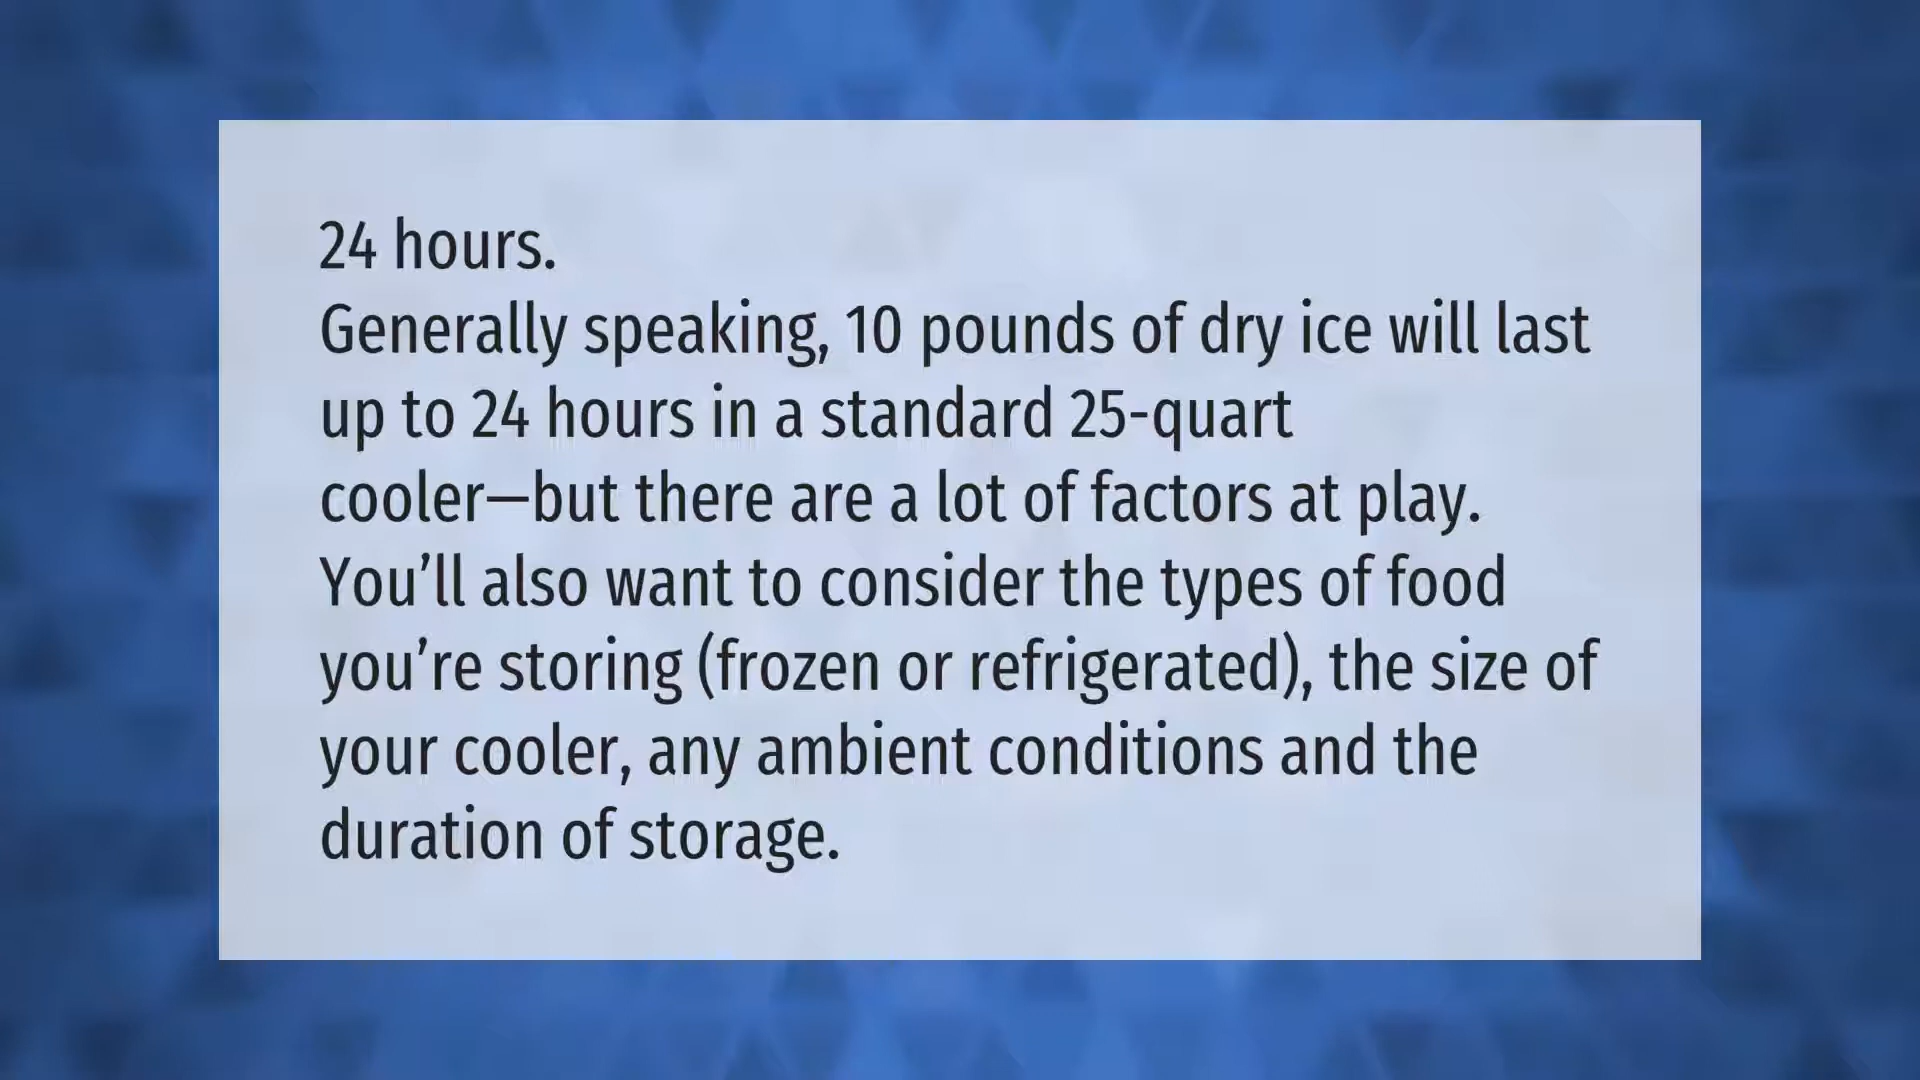 24 hours.
Generally speaking, 10 pounds of dry ice will last
up to 24 hours in a standard 25-quart
cooler—but there are a lot of factors at play.
You’ll also want to consider the types of food
you’re storing (frozen or refrigerated), the size of
your cooler, any ambient conditions and the
duration of storage.